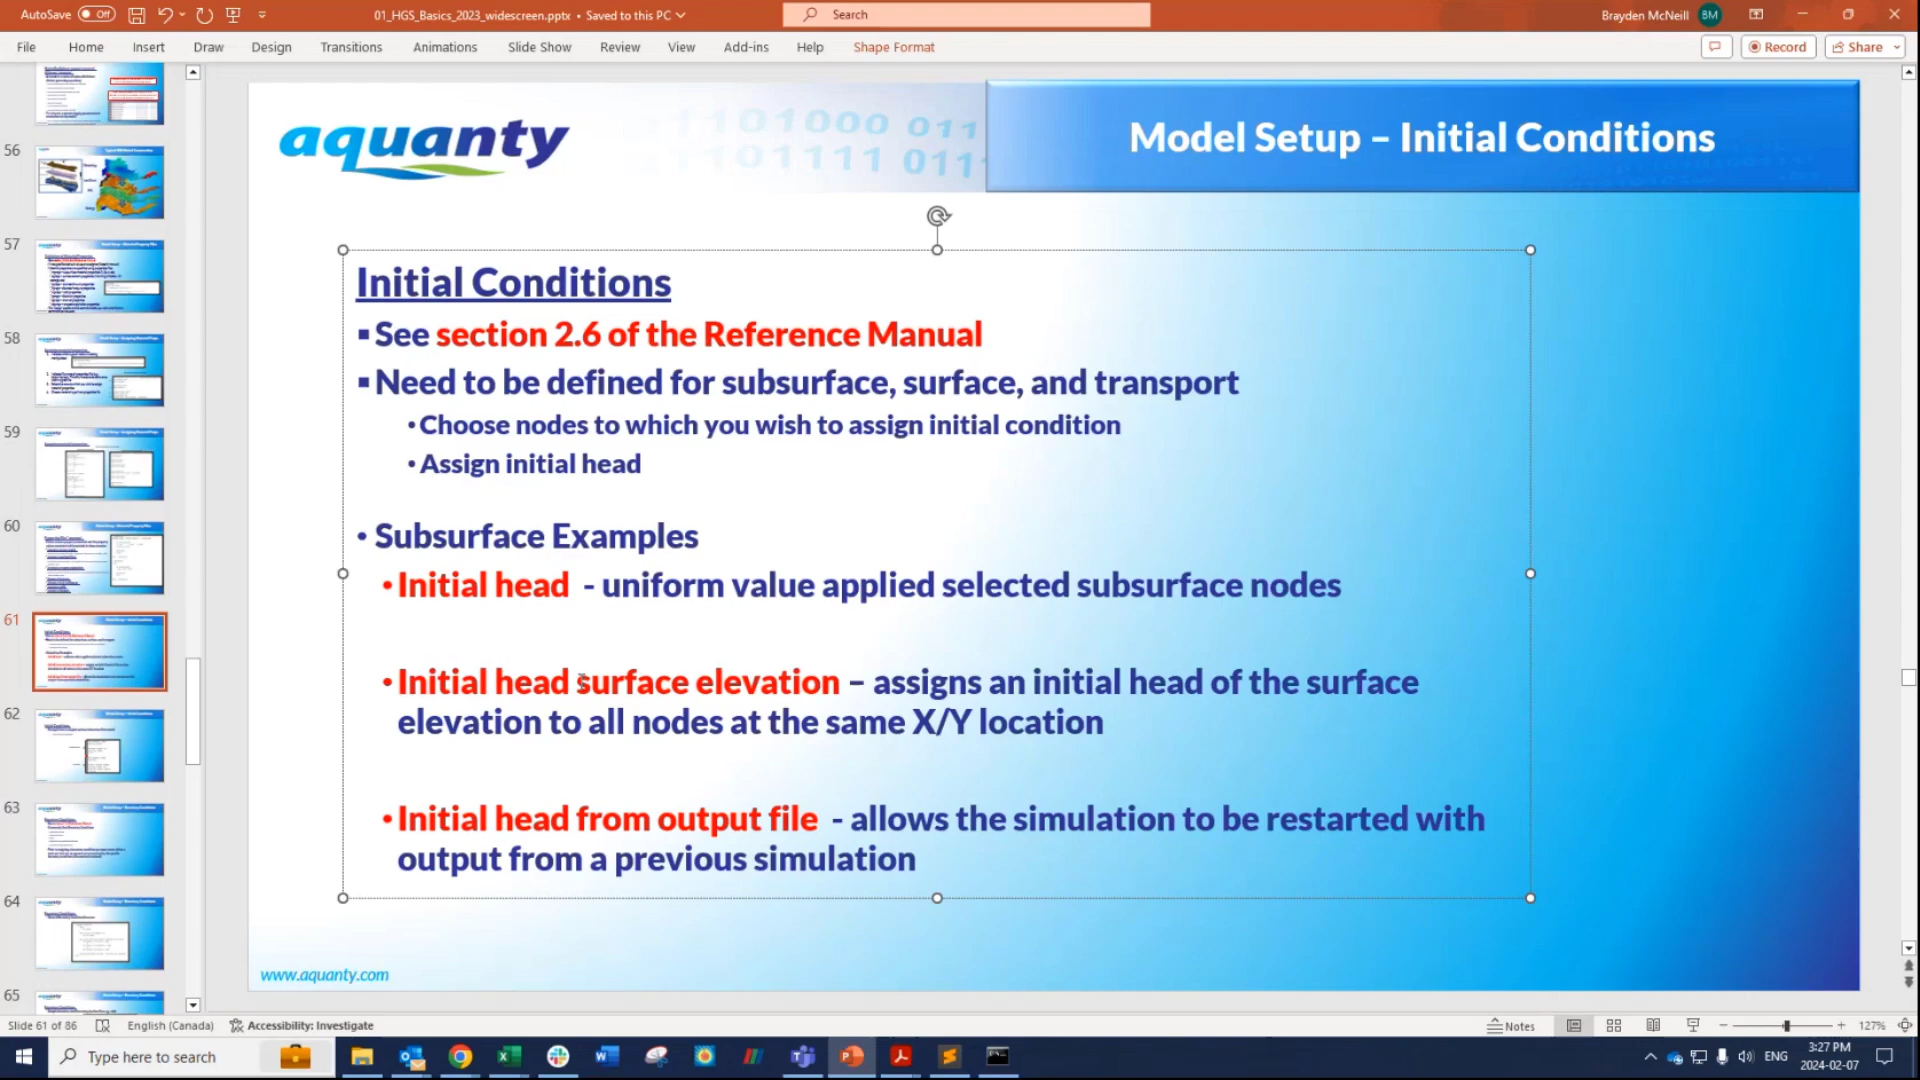 AutoSave Off
01_HGS_Basics_2023_widescreen.pptx • Saved to this PC
Search
Brayden McNeill BM
File Home Insert Draw Design Transitions Animations Slide Show Review View Add-ins Help Shape Format
Record Share
56
57
58
59
60
61
62
63
64
65
aquanty
1101000 011
1101111 011
Model Setup – Initial Conditions
Initial Conditions
▪ See section 2.6 of the Reference Manual
▪ Need to be defined for subsurface, surface, and transport
• Choose nodes to which you wish to assign initial condition
• Assign initial head
• Subsurface Examples
• Initial head - uniform value applied selected subsurface nodes
• Initial head surface elevation – assigns an initial head of the surface
elevation to all nodes at the same X/Y location
• Initial head from output file - allows the simulation to be restarted with
output from a previous simulation
www.aquanty.com
Slide 61 of 86 English (Canada) Accessibility: Investigate
Notes 127%
Type here to search
ENG
3:27 PM
2024-02-07